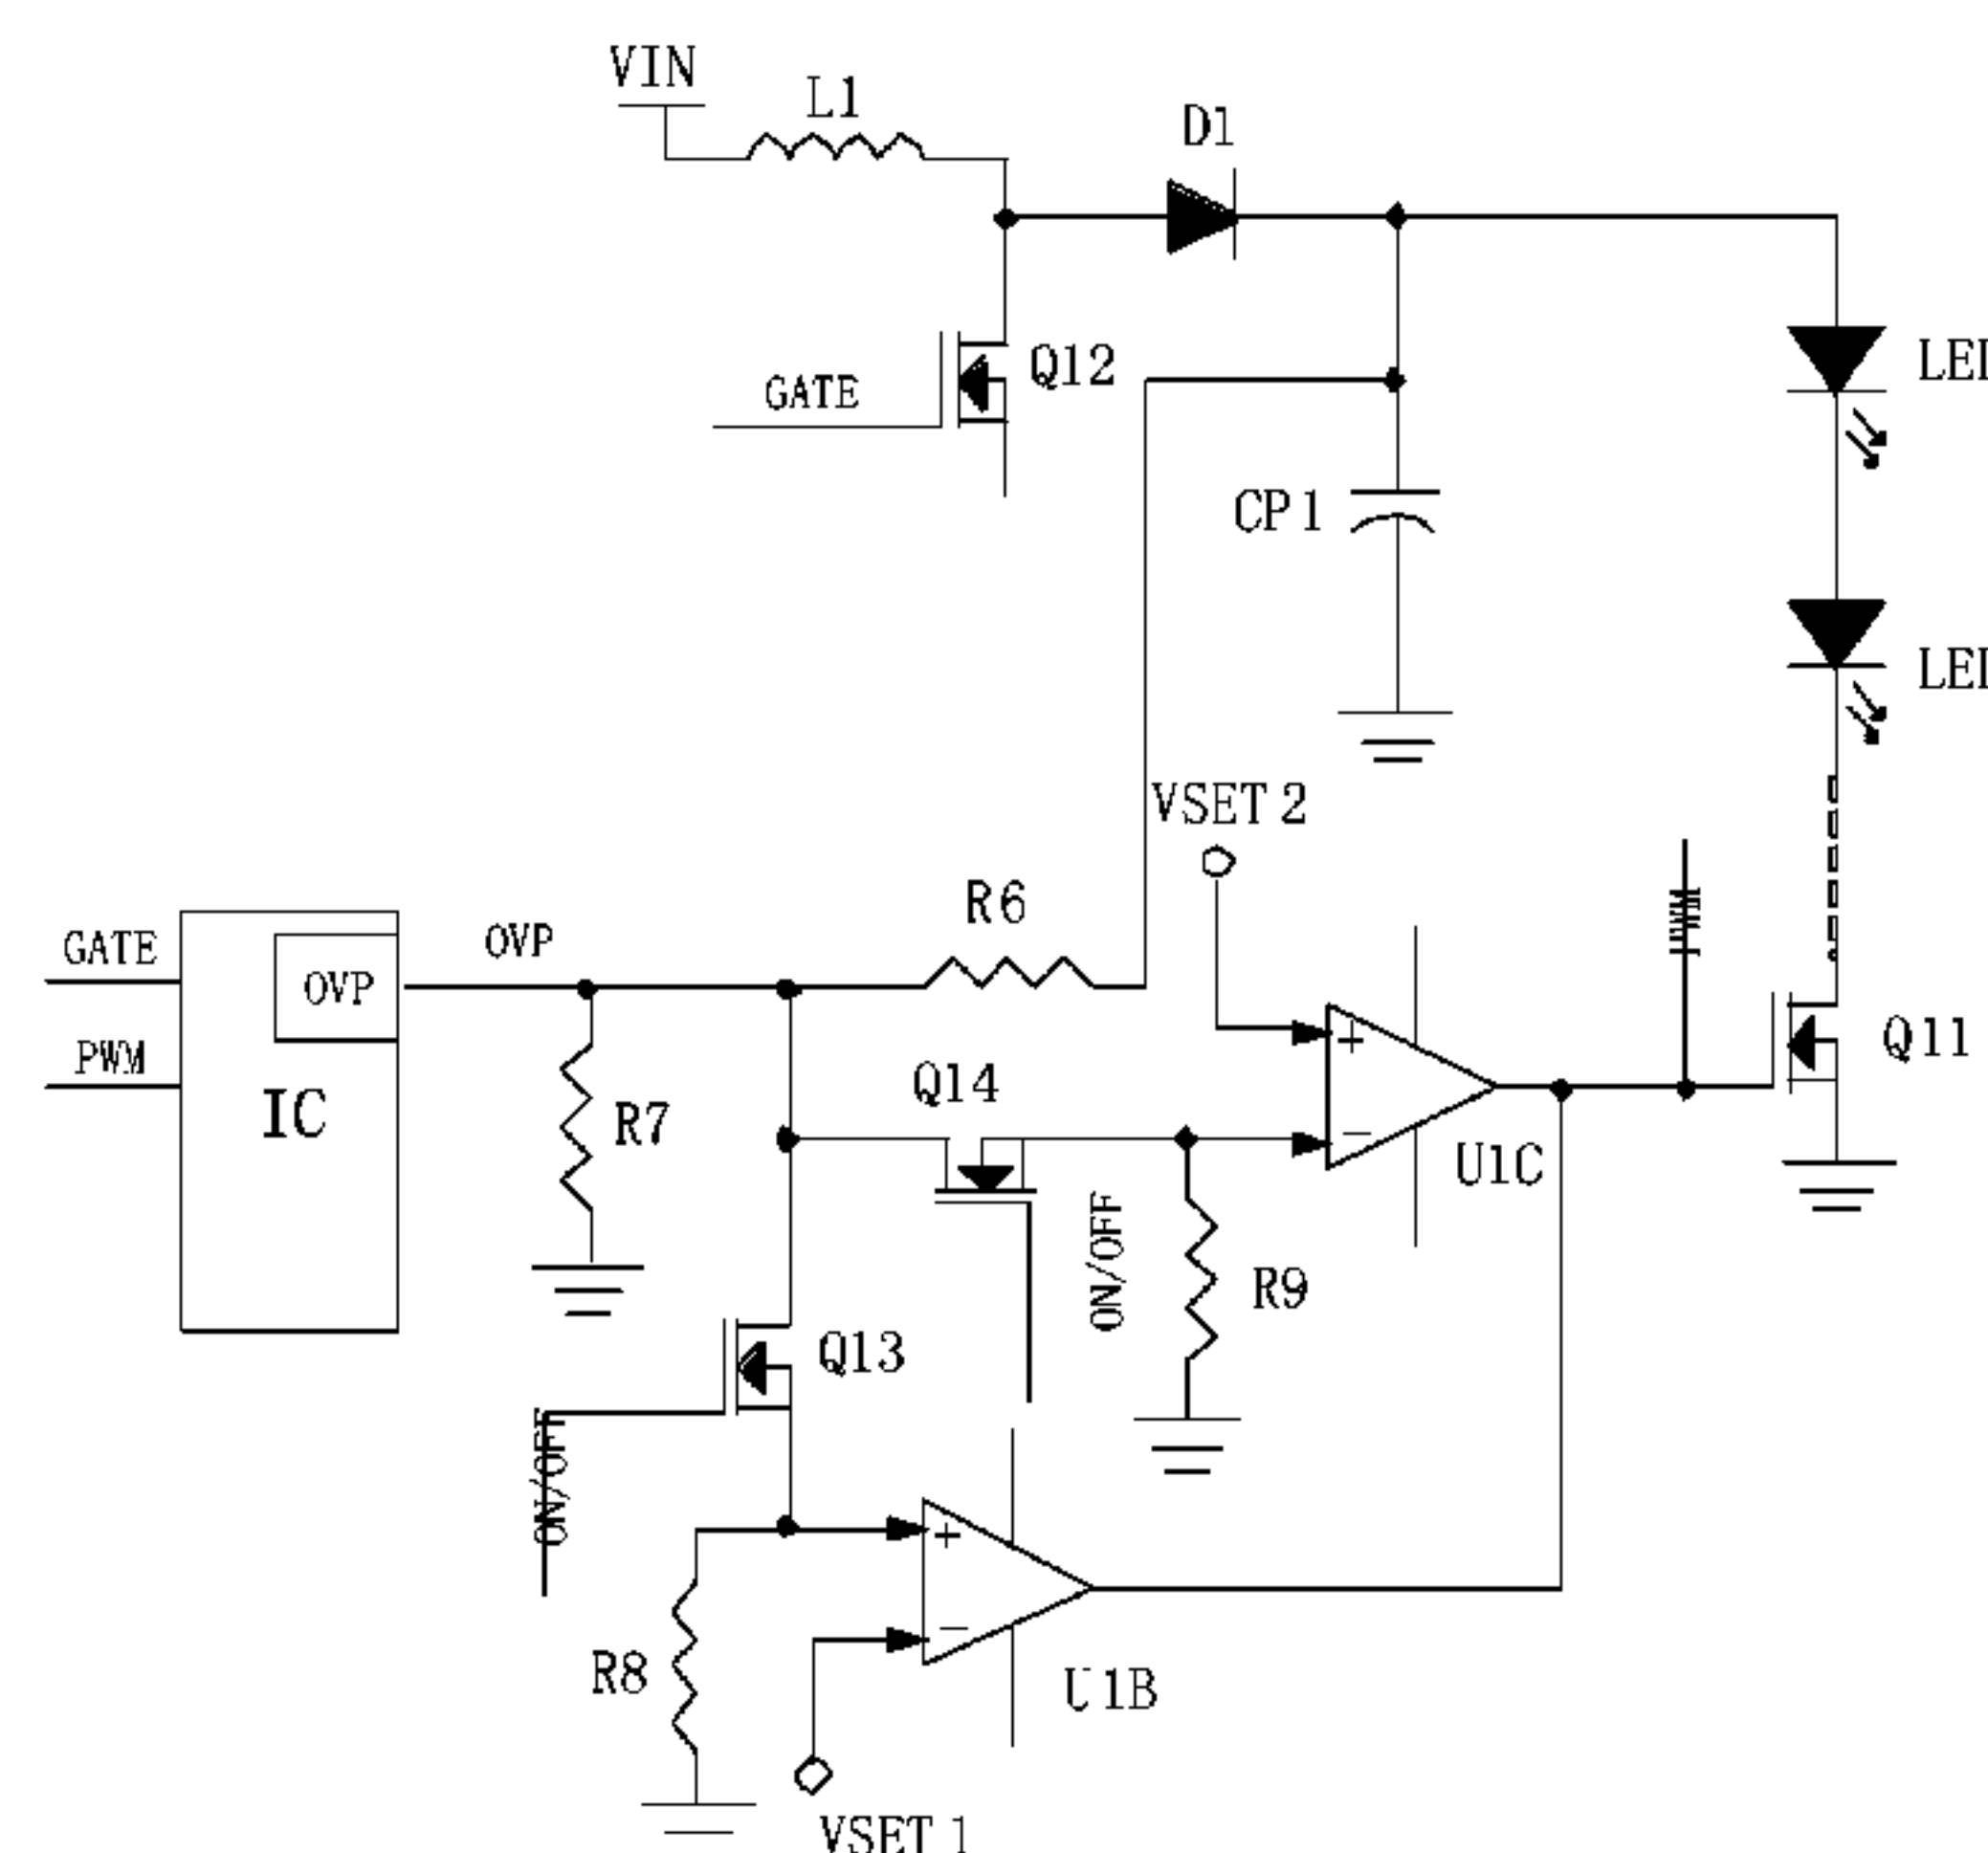 VIN
L1
D1
Q12
GATE
LED
CP1
LED
VSET 2
R6
PWM
GATE
OVP
OVP
PWM
IC
R7
Q14
+
−
U1C
Q11
ON/OFF
R9
Q13
ON/OFF
+
−
R8
U1B
VSET 1